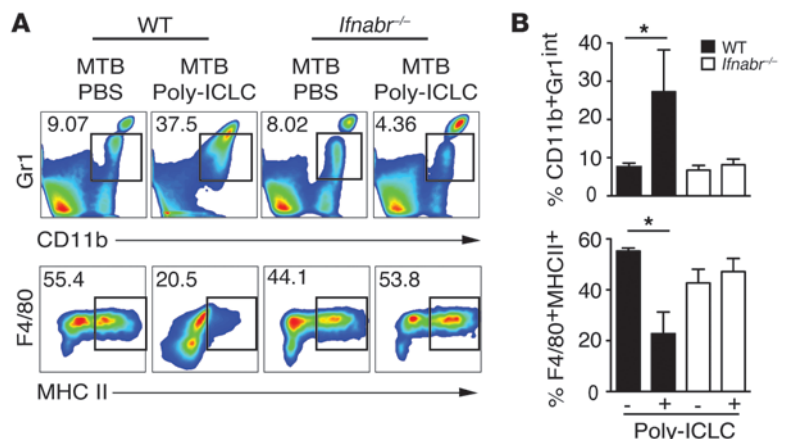 A
WT
Ifnabr−/−
MTB PBS
MTB Poly-ICLC
MTB PBS
MTB Poly-ICLC
Gr1
9.07
37.5
8.02
4.36
CD11b
F4/80
55.4
20.5
44.1
53.8
MHC II
B
WT
Ifnabr−/−
% CD11b+Gr1int
40
30
20
10
0
*
% F4/80+MHCII+
60
40
20
0
*
- + - +
Poly-ICLC